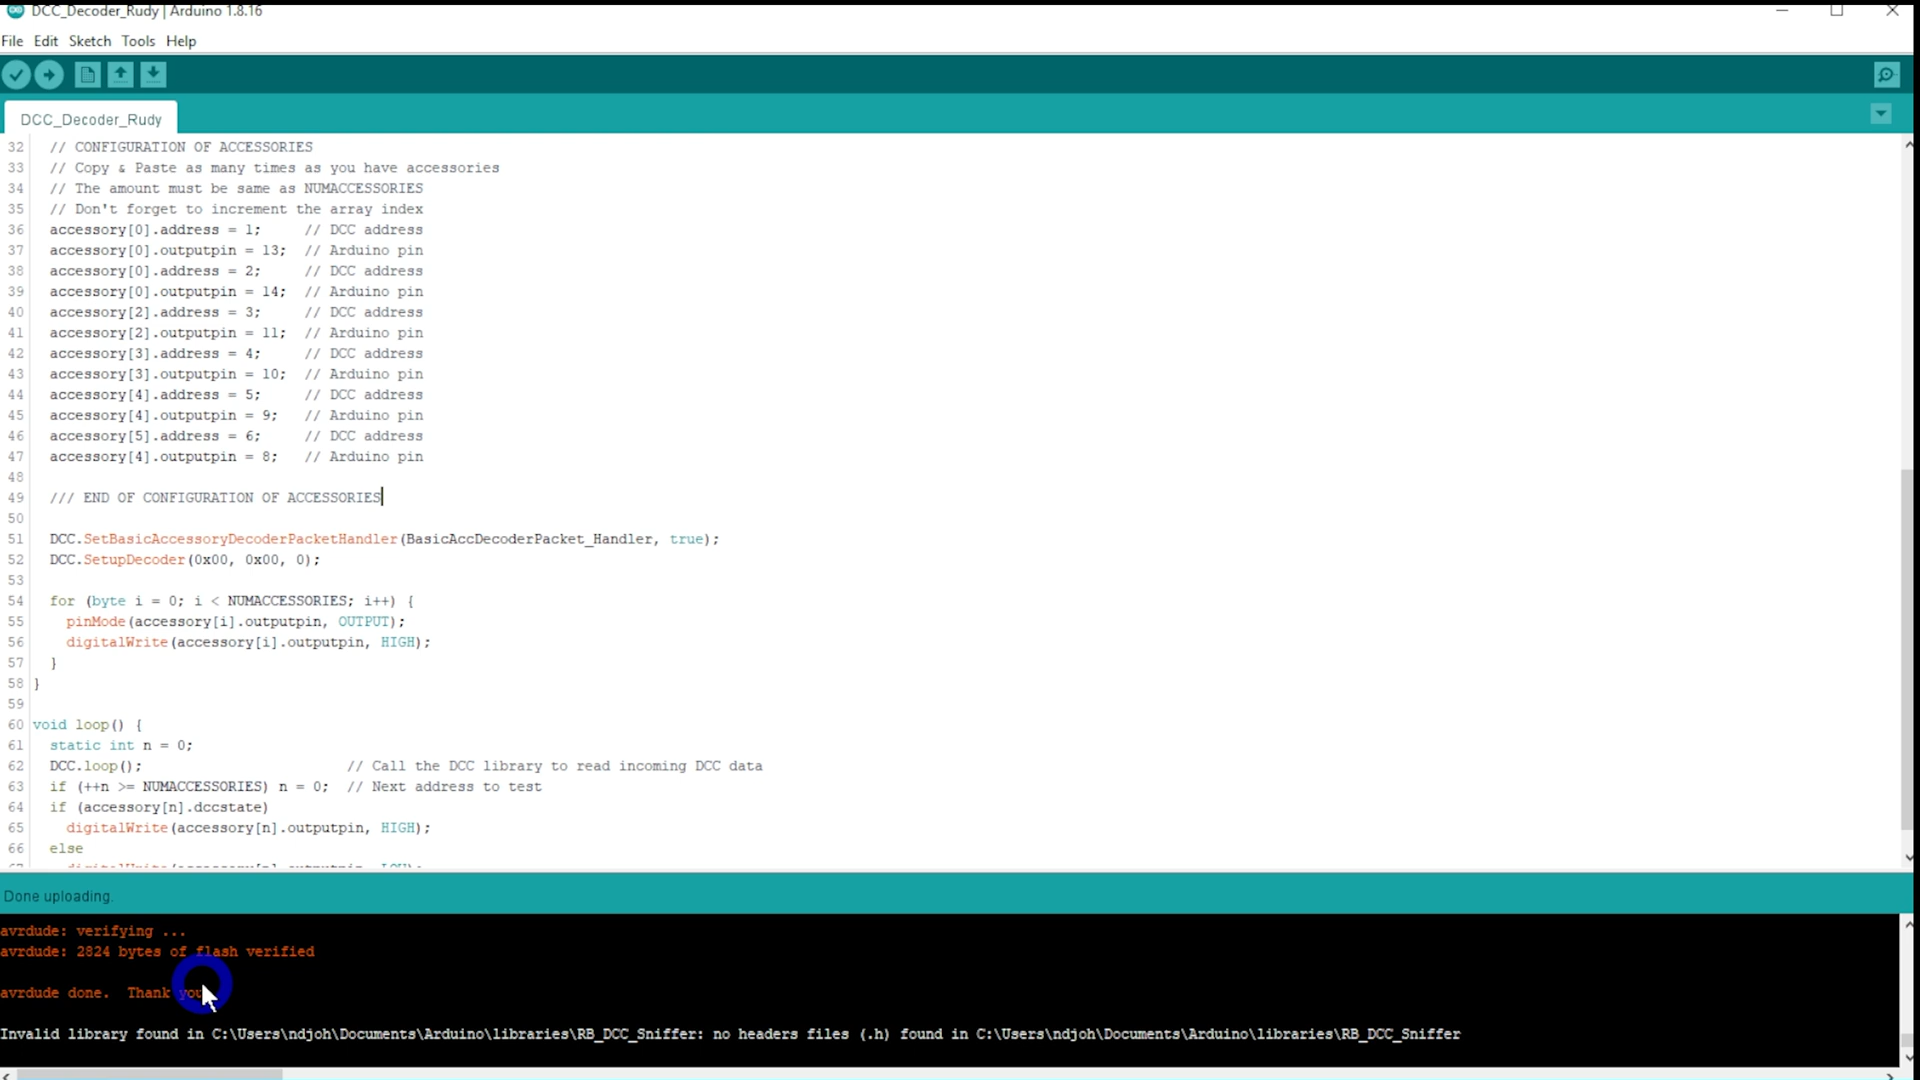 DCC_Decoder_Rudy | Arduino 1.8.16
File Edit Sketch Tools Help
DCC_Decoder_Rudy
32 // CONFIGURATION OF ACCESSORIES
33 // Copy & Paste as many times as you have accessories
34 // The amount must be same as NUMACCESSORIES
35 // Don't forget to increment the array index
36 accessory[0].address = 1; // DCC address
37 accessory[0].outputpin = 13; // Arduino pin
38 accessory[0].address = 2; // DCC address
39 accessory[0].outputpin = 14; // Arduino pin
40 accessory[2].address = 3; // DCC address
41 accessory[2].outputpin = 11; // Arduino pin
42 accessory[3].address = 4; // DCC address
43 accessory[3].outputpin = 10; // Arduino pin
44 accessory[4].address = 5; // DCC address
45 accessory[4].outputpin = 9; // Arduino pin
46 accessory[5].address = 6; // DCC address
47 accessory[4].outputpin = 8; // Arduino pin
48
49 /// END OF CONFIGURATION OF ACCESSORIES
50
51 DCC.SetBasicAccessoryDecoderPacketHandler(BasicAccDecoderPacket_Handler, true);
52 DCC.SetupDecoder(0x00, 0x00, 0);
53
54 for (byte i = 0; i < NUMACCESSORIES; i++) {
55 pinMode(accessory[i].outputpin, OUTPUT);
56 digitalWrite(accessory[i].outputpin, HIGH);
57 }
58 }
59
60 void loop() {
61 static int n = 0;
62 DCC.loop(); // Call the DCC library to read incoming DCC data
63 if (++n >= NUMACCESSORIES) n = 0; // Next address to test
64 if (accessory[n].dccstate)
65 digitalWrite(accessory[n].outputpin, HIGH);
66 else
Done uploading.
avrdude: verifying ...
avrdude: 2824 bytes of flash verified
avrdude done. Thank you
Invalid library found in C:\Users\ndjoh\Documents\Arduino\libraries\RB_DCC_Sniffer: no headers files (.h) found in C:\Users\ndjoh\Documents\Arduino\libraries\RB_DCC_Sniffer